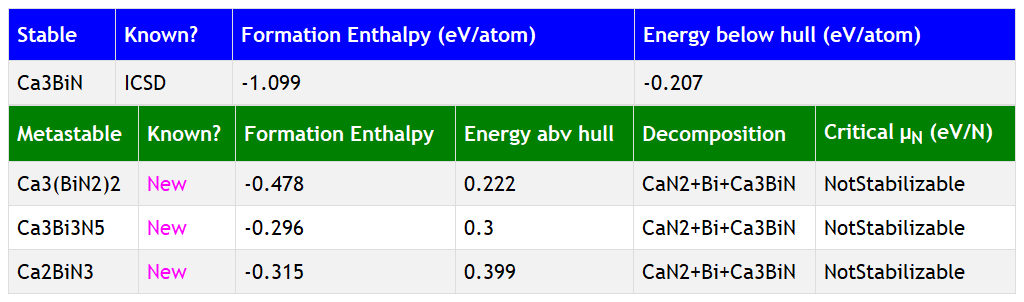 Stable Known? Formation Enthalpy (eV/atom) Energy below hull (eV/atom)
Ca3BiN ICSD -1.099 -0.207
Metastable Known? Formation Enthalpy Energy abv hull Decomposition Critical μN (eV/N)
Ca3(BiN2)2 New -0.478 0.222 CaN2+Bi+Ca3BiN NotStabilizable
Ca3Bi3N5 New -0.296 0.3 CaN2+Bi+Ca3BiN NotStabilizable
Ca2BiN3 New -0.315 0.399 CaN2+Bi+Ca3BiN NotStabilizable